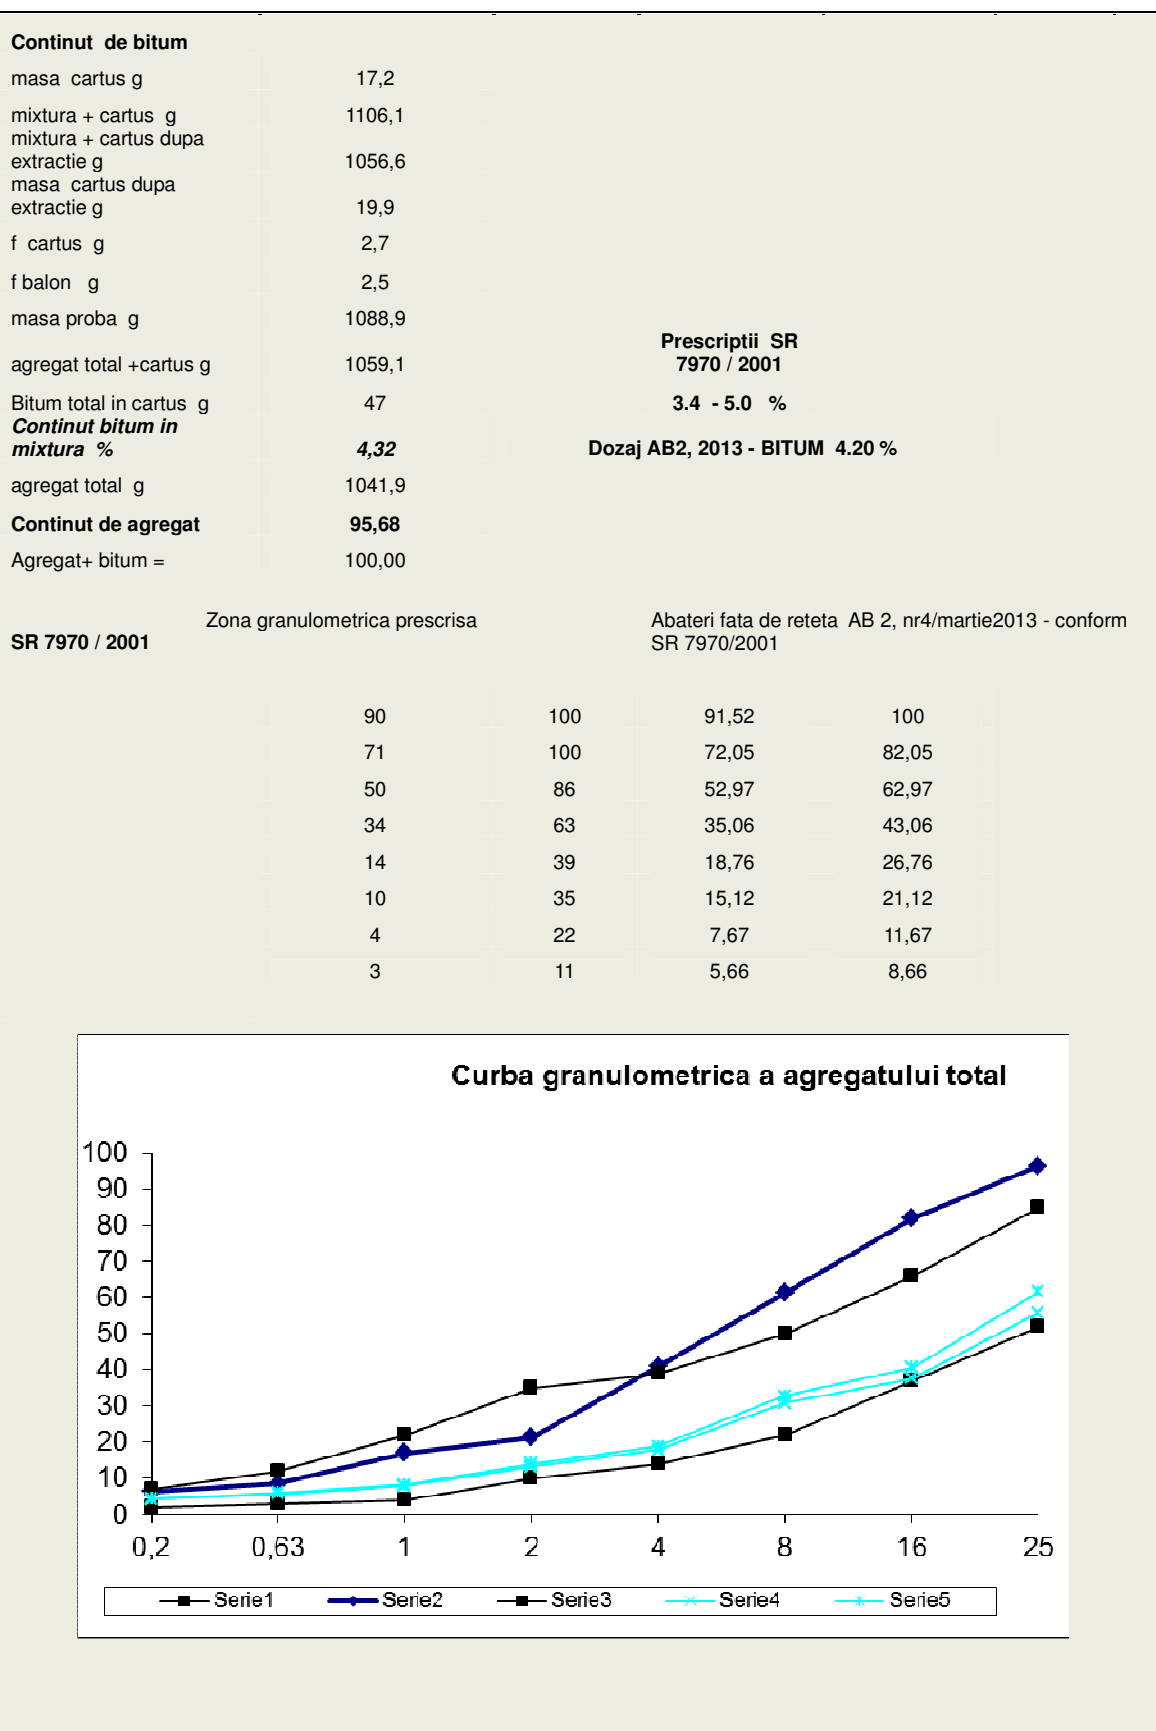 Continut de bitum
masa cartus g 17,2
mixtura + cartus g 1106,1
mixtura + cartus dupa
extractie g 1056,6
masa cartus dupa
extractie g 19,9
f cartus g 2,7
f balon g 2,5
masa proba g 1088,9
Prescriptii SR
7970 / 2001
agregat total +cartus g 1059,1
Bitum total in cartus g 47 3.4 - 5.0 %
Continut bitum in
mixtura % 4,32 Dozaj AB2, 2013 - BITUM 4.20 %
agregat total g 1041,9
Continut de agregat 95,68
Agregat+ bitum = 100,00
Zona granulometrica prescrisa Abateri fata de reteta AB 2, nr4/martie2013 - conform
SR 7970 / 2001 SR 7970/2001
90 100 91,52 100
71 100 72,05 82,05
50 86 52,97 62,97
34 63 35,06 43,06
14 39 18,76 26,76
10 35 15,12 21,12
4 22 7,67 11,67
3 11 5,66 8,66
Curba granulometrica a agregatului total
100
90
80
70
60
50
40
30
20
10
0
0,2 0,63 1 2 4 8 16 25
Serie1 Serie2 Serie3 Serie4 Serie5